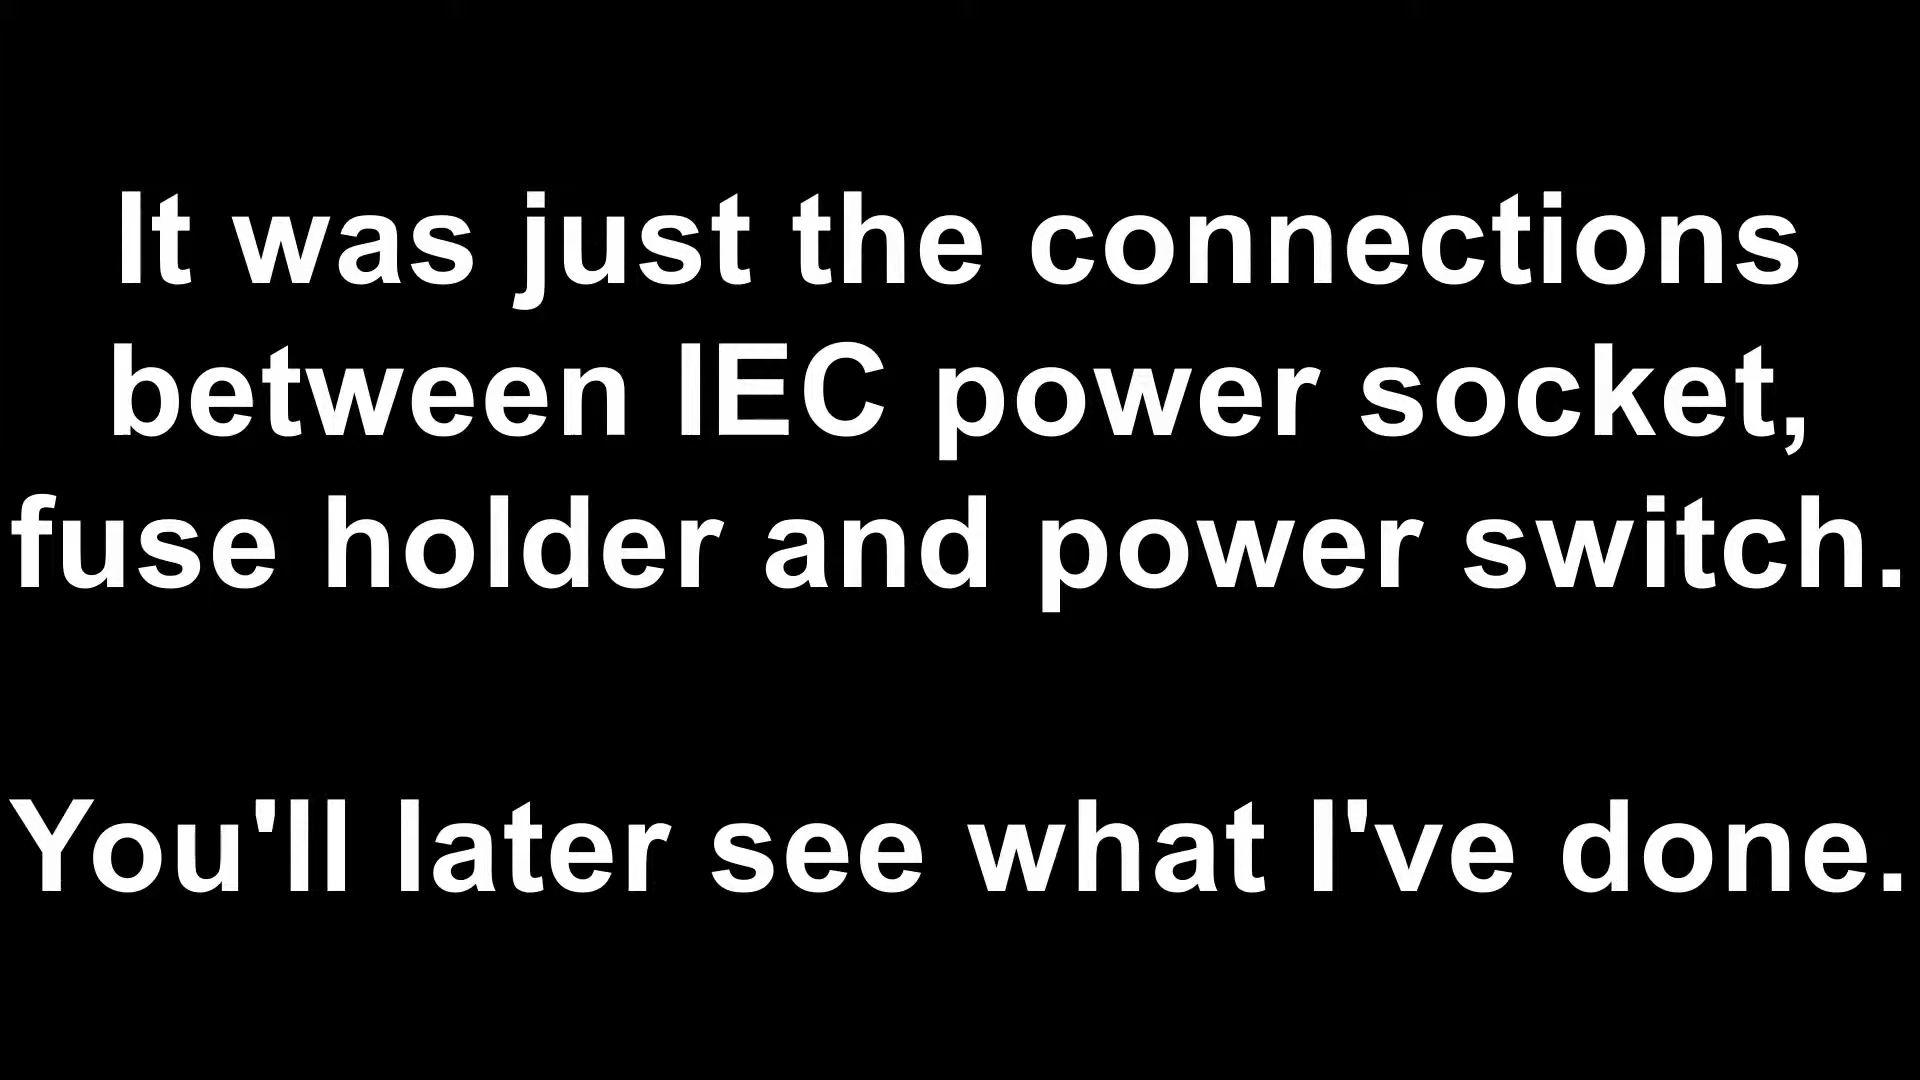 It was just the connections
between IEC power socket,
fuse holder and power switch.
You'll later see what I've done.